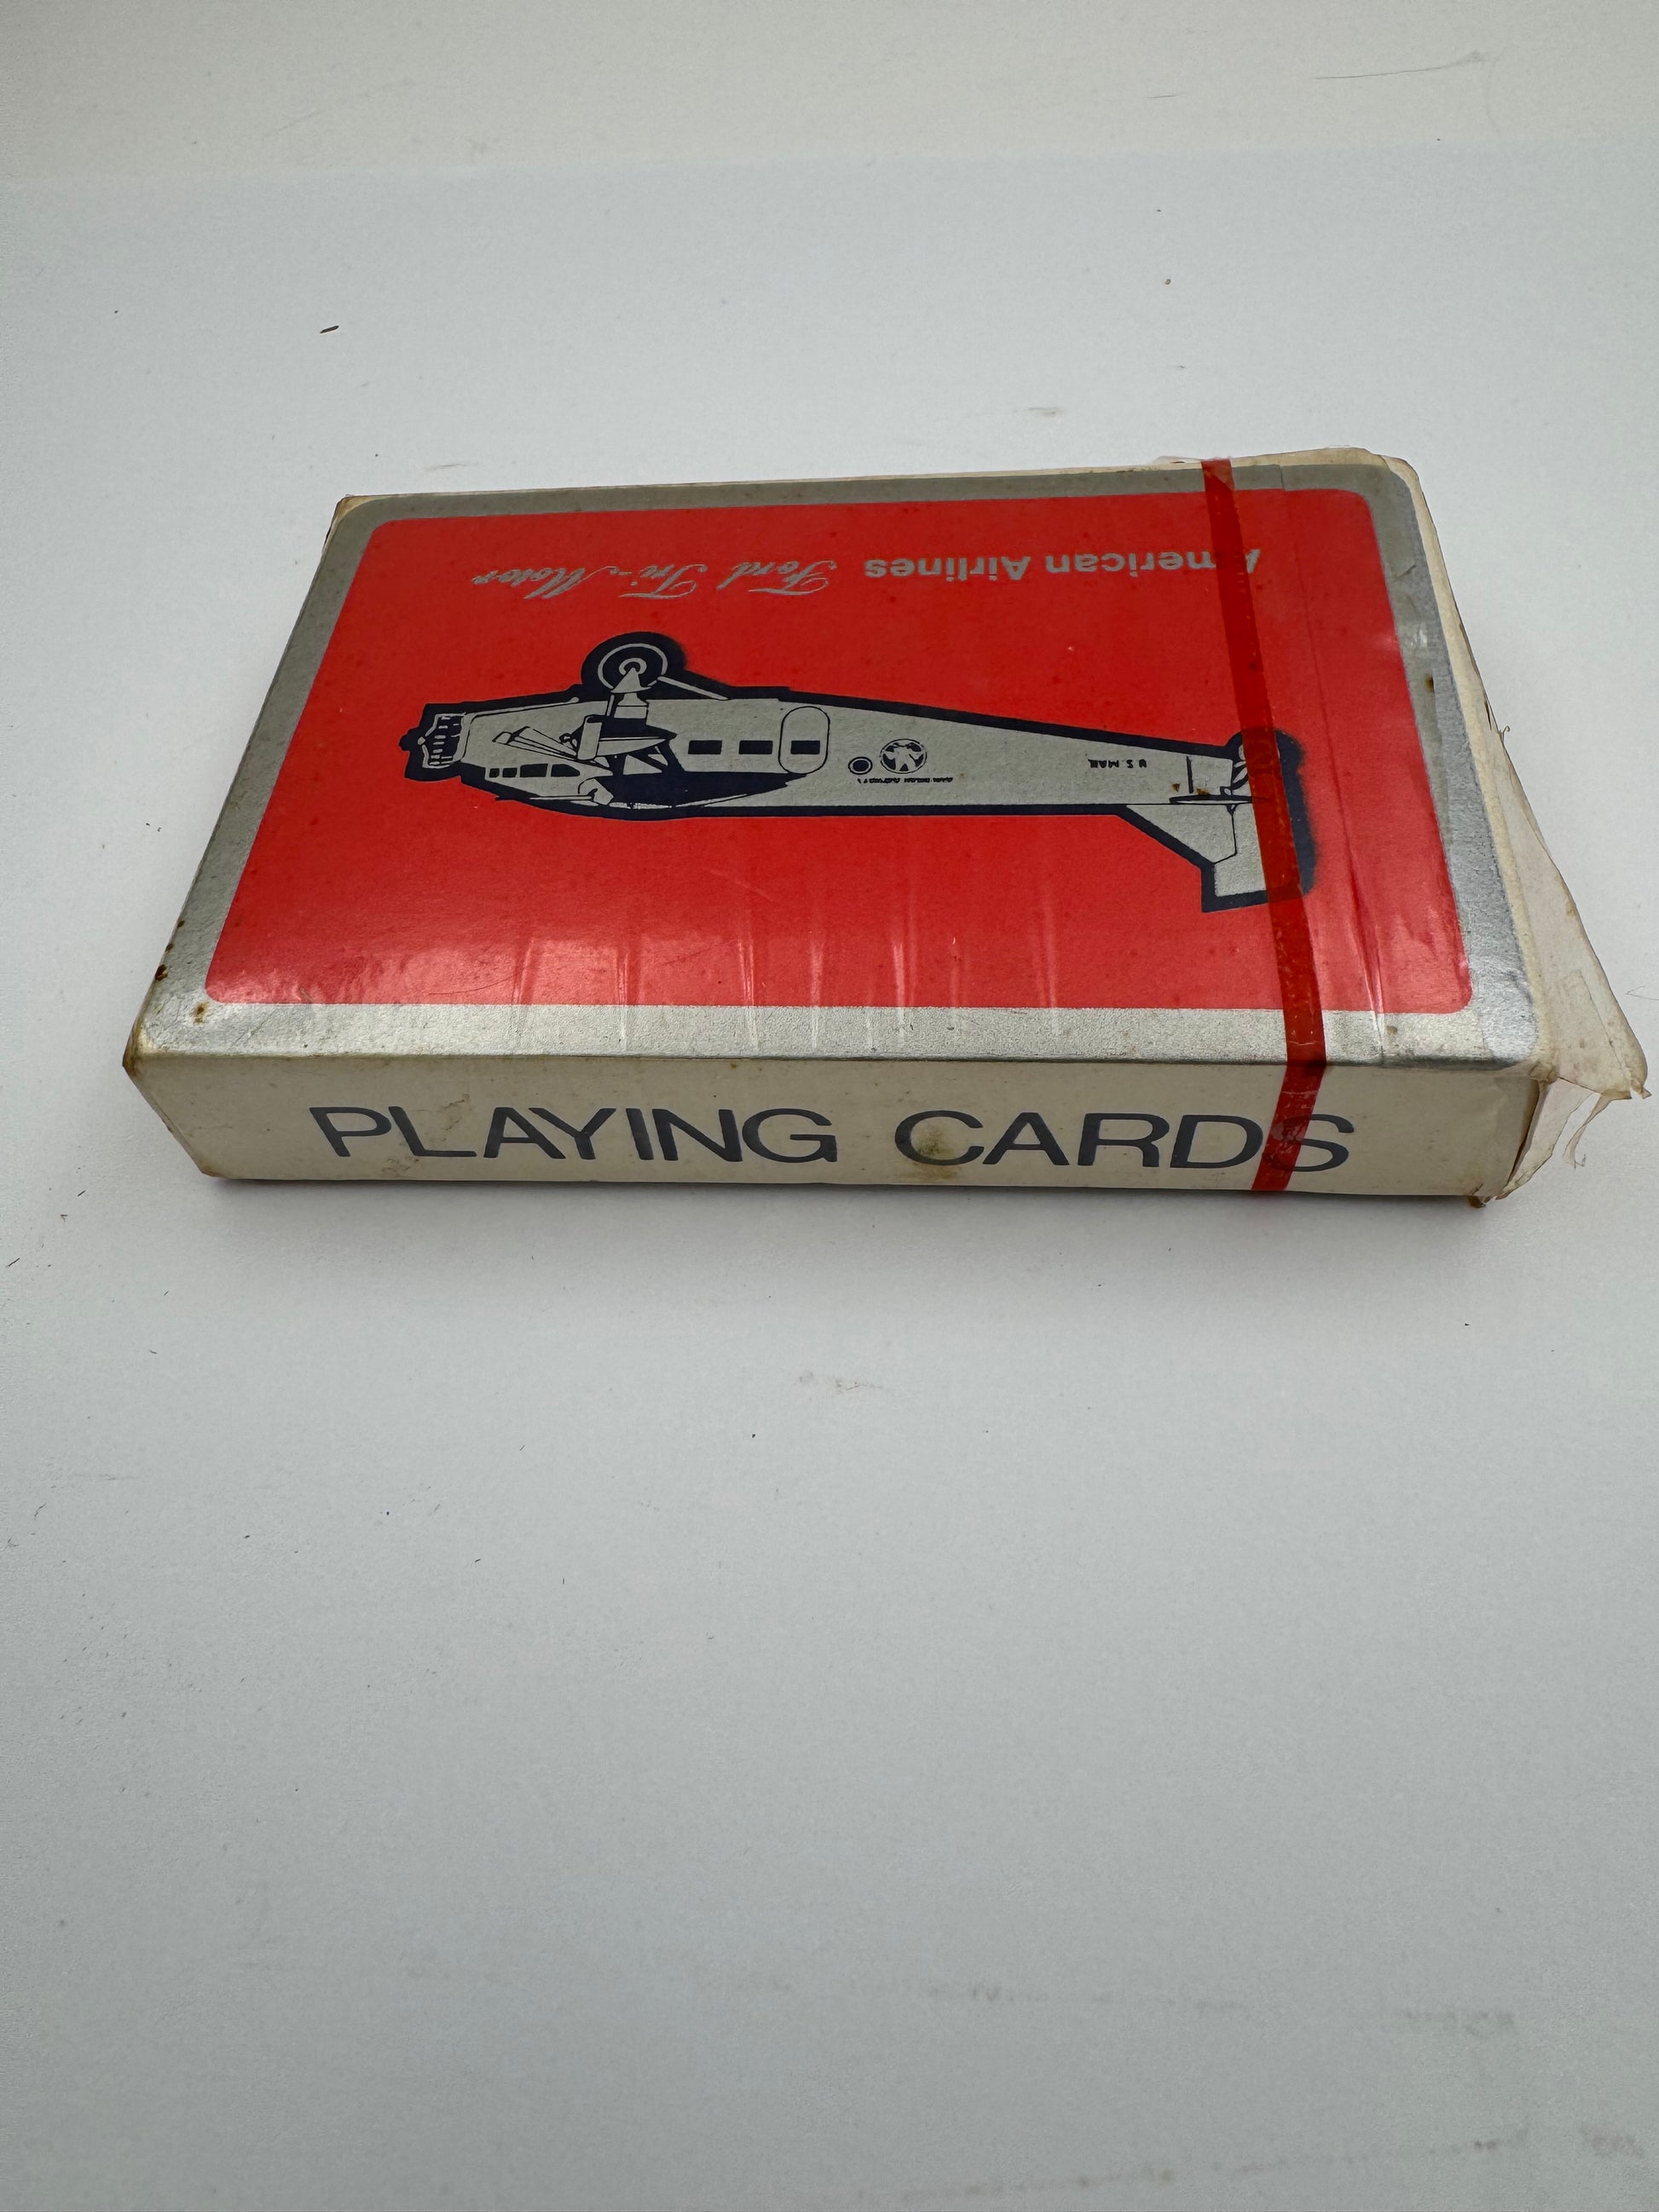 American Airlines Ford Tri-Motor
U.S. MAIL
PLAYING CARDS